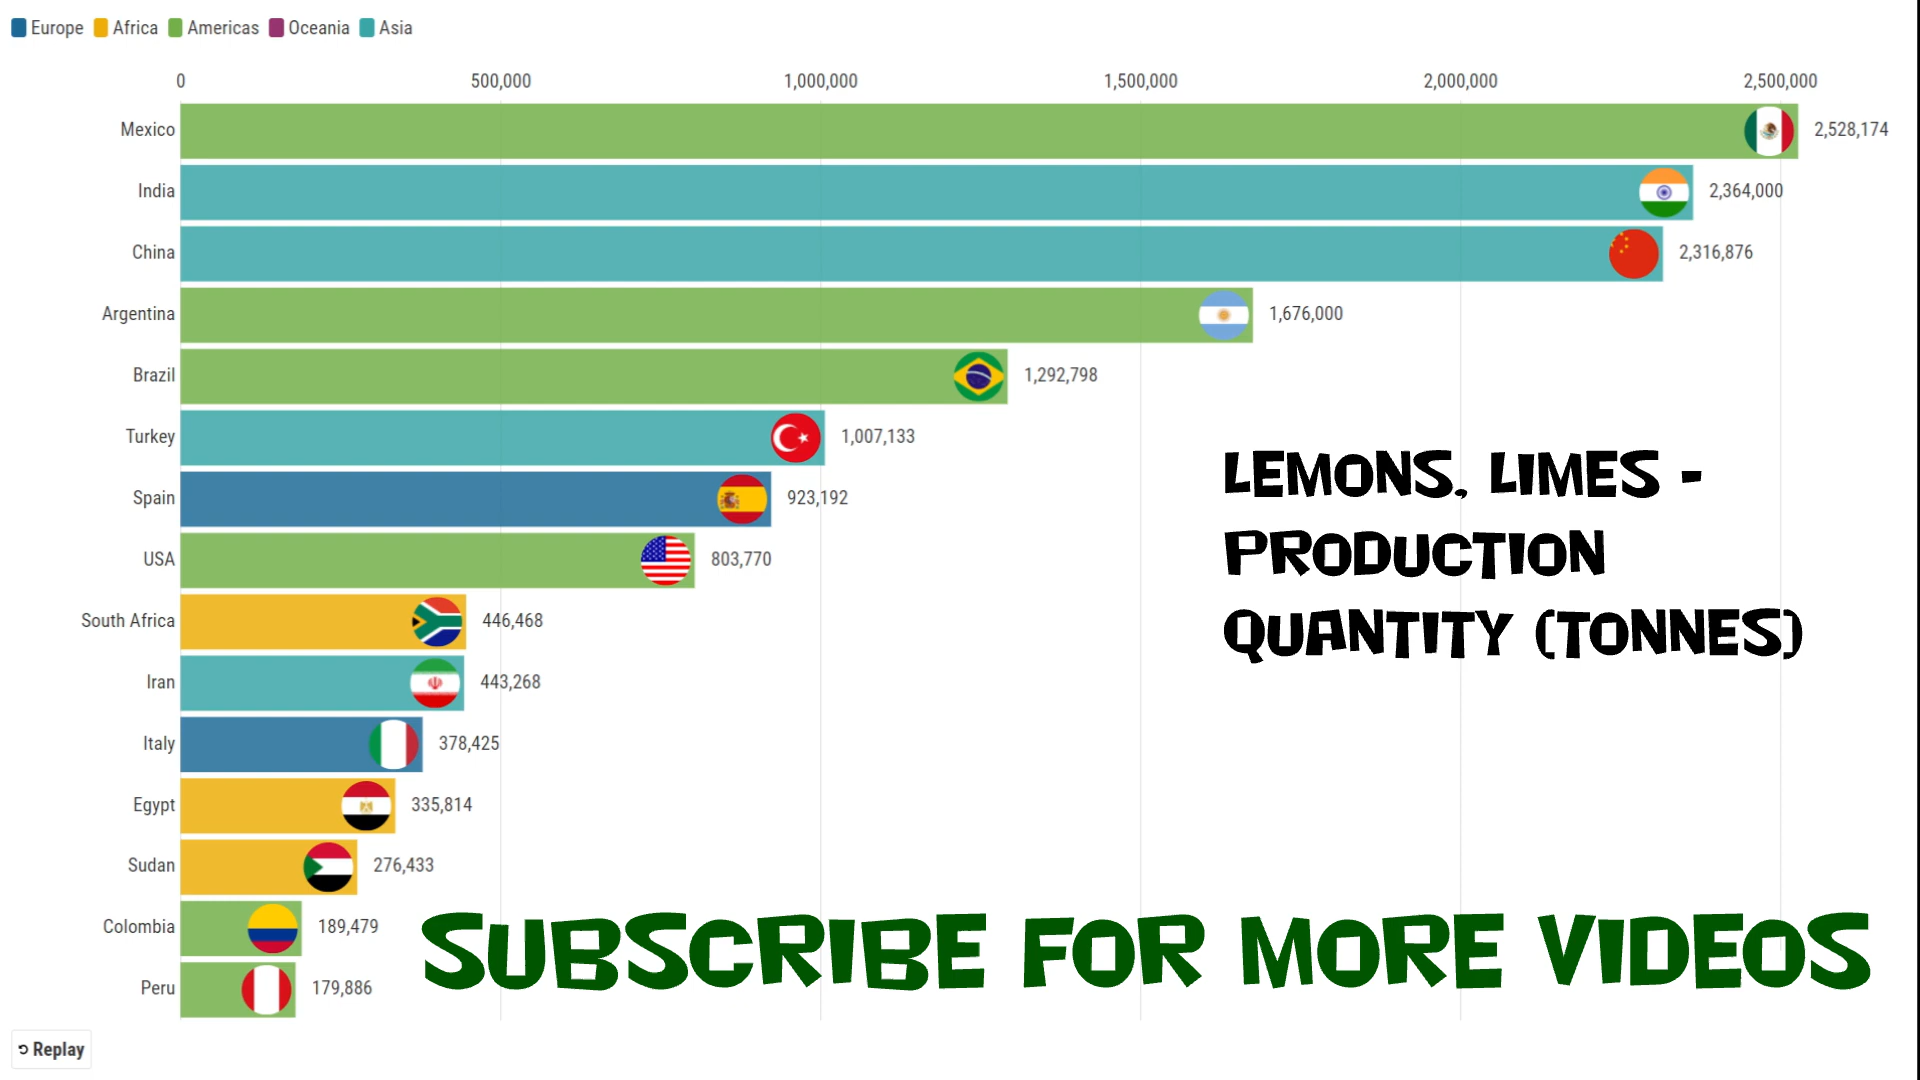 Europe Africa Americas Oceania Asia
0 500,000 1,000,000 1,500,000 2,000,000 2,500,000
Mexico 2,528,174
India 2,364,000
China 2,316,876
Argentina 1,676,000
Brazil 1,292,798
Turkey 1,007,133
Spain 923,192
USA 803,770
South Africa 446,468
Iran 443,268
Italy 378,425
Egypt 335,814
Sudan 276,433
Colombia 189,479
Peru 179,886
LEMONS, LIMES -
PRODUCTION
QUANTITY (TONNES)
SUBSCRIBE FOR MORE VIDEOS
Replay